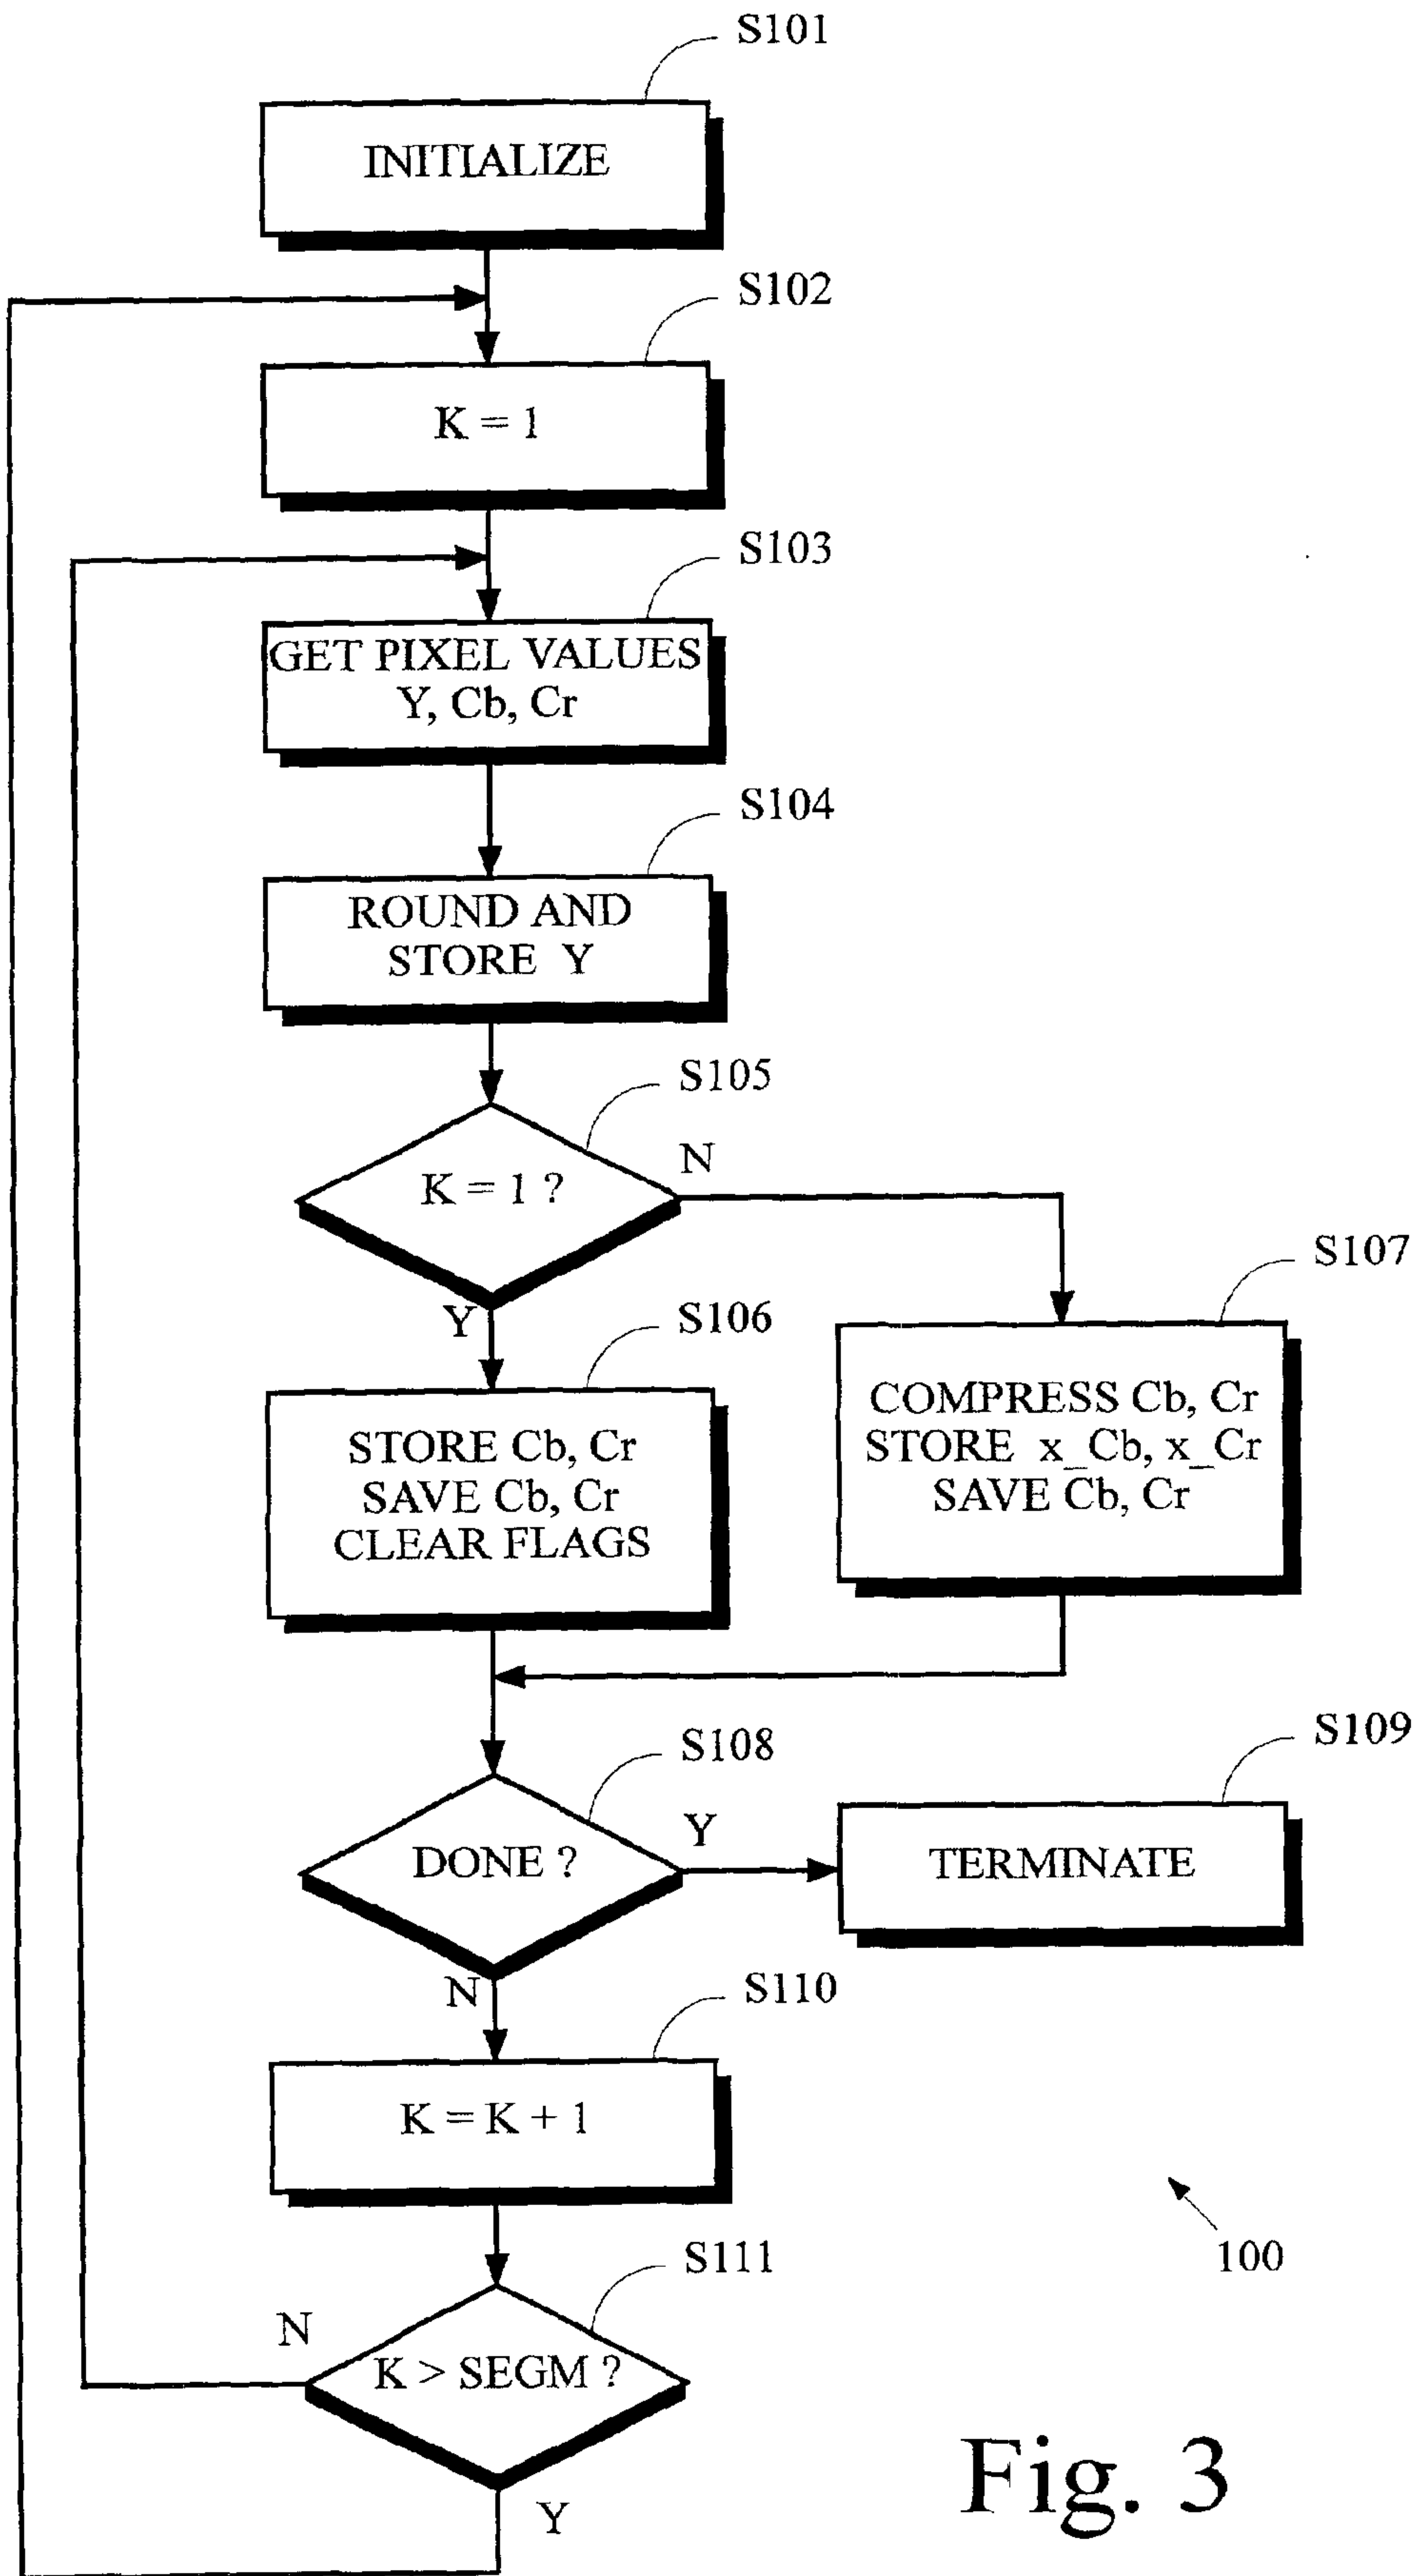 S101
INITIALIZE
S102
K = 1
S103
GET PIXEL VALUES
Y, Cb, Cr
S104
ROUND AND
STORE Y
S105
K = 1 ?
N
Y
S106
STORE Cb, Cr
SAVE Cb, Cr
CLEAR FLAGS
S107
COMPRESS Cb, Cr
STORE x_Cb, x_Cr
SAVE Cb, Cr
S108
DONE ?
Y
S109
TERMINATE
N
S110
K = K + 1
100
S111
N
K > SEGM ?
Y
Fig. 3